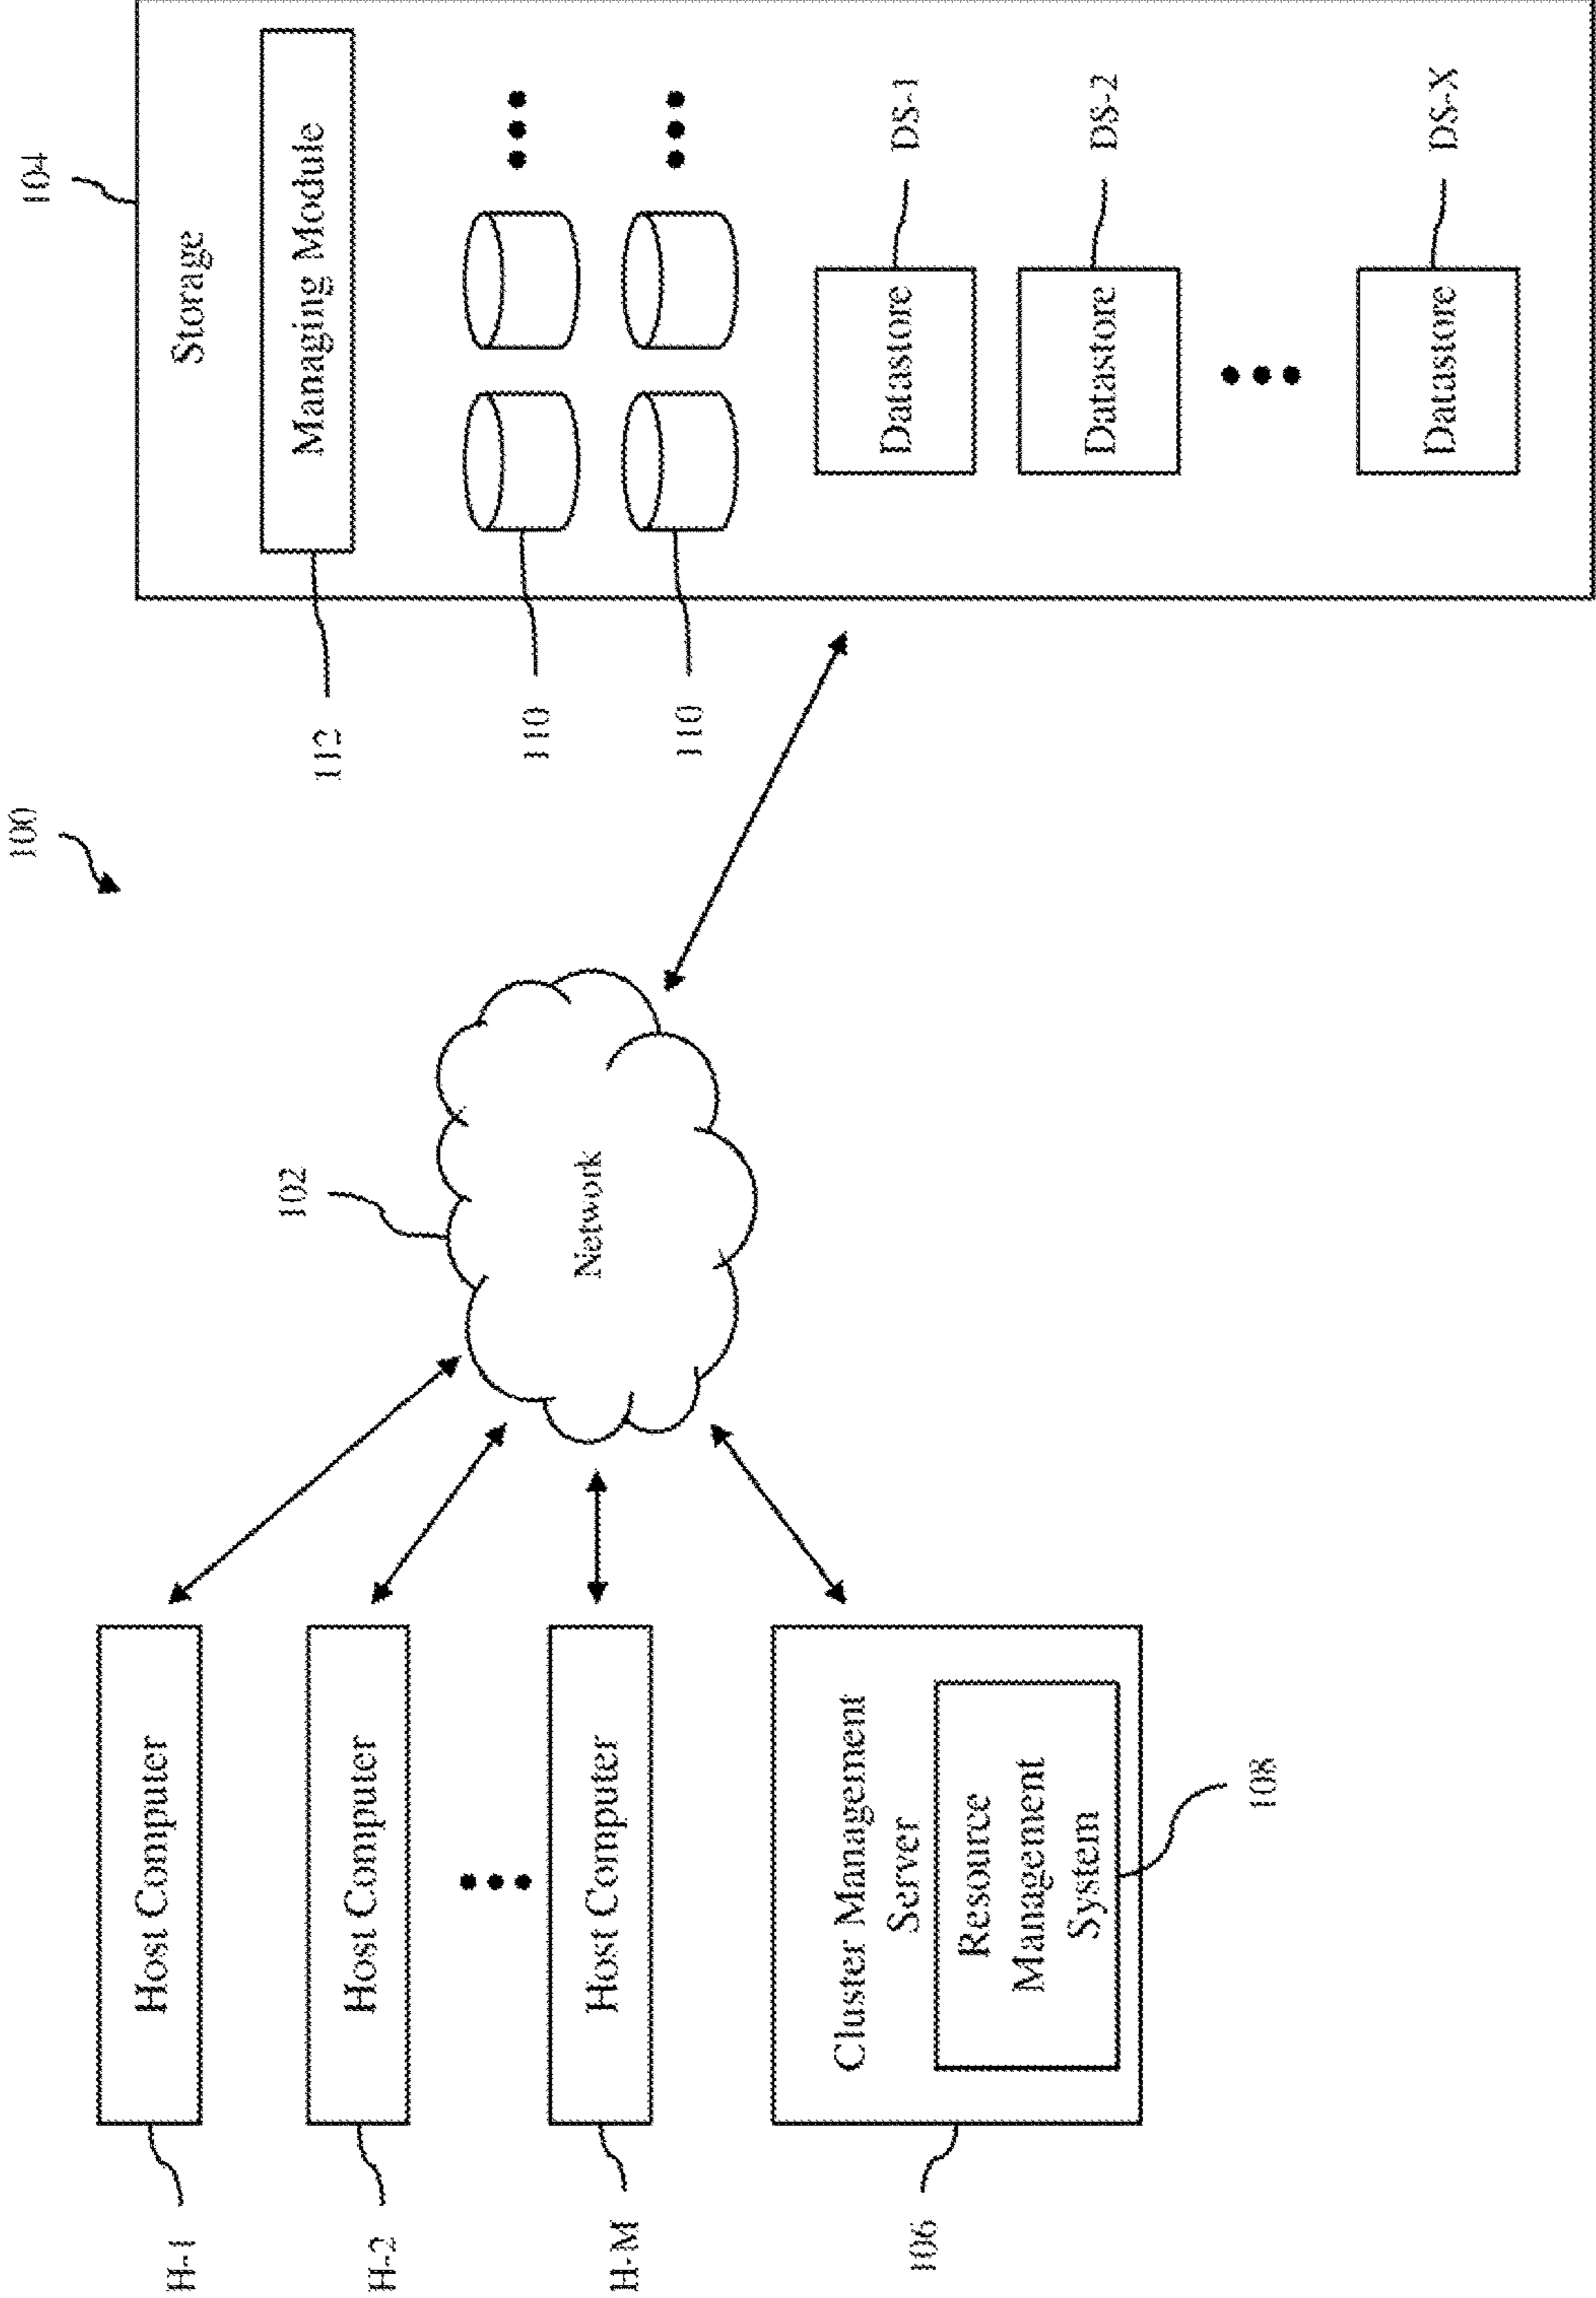 100
H-1
Host Computer
H-2
Host Computer
H-M
Host Computer
106
Cluster Management
Server
Resource
Management
System
108
102
Network
104
Storage
112
Managing Module
110
110
Datastore
DS-1
Datastore
DS-2
Datastore
DS-X